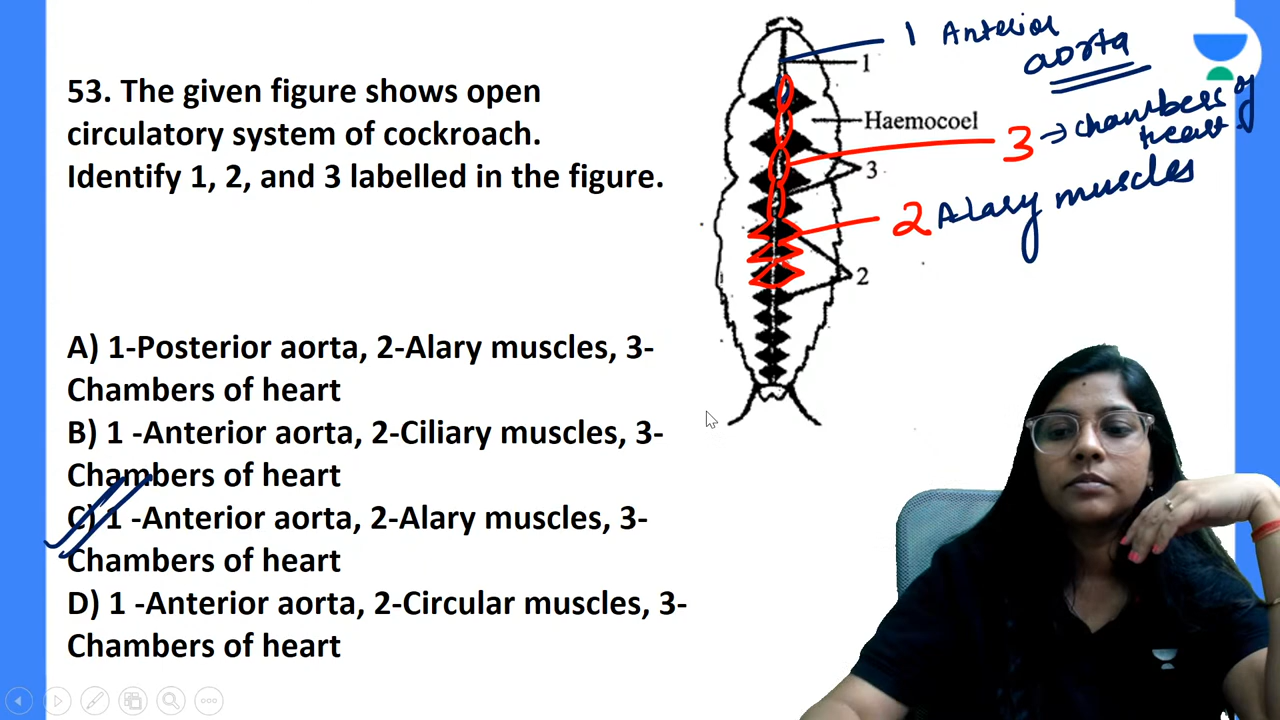 53. The given figure shows open
circulatory system of cockroach.
Identify 1, 2, and 3 labelled in the figure.
A) 1-Posterior aorta, 2-Alary muscles, 3-
Chambers of heart
B) 1 -Anterior aorta, 2-Ciliary muscles, 3-
Chambers of heart
C) 1 -Anterior aorta, 2-Alary muscles, 3-
Chambers of heart
D) 1 -Anterior aorta, 2-Circular muscles, 3-
Chambers of heart
1 Anterior
aorta
1
Haemocoel
3 → chambers of
heart
3
2 Alary muscles
2